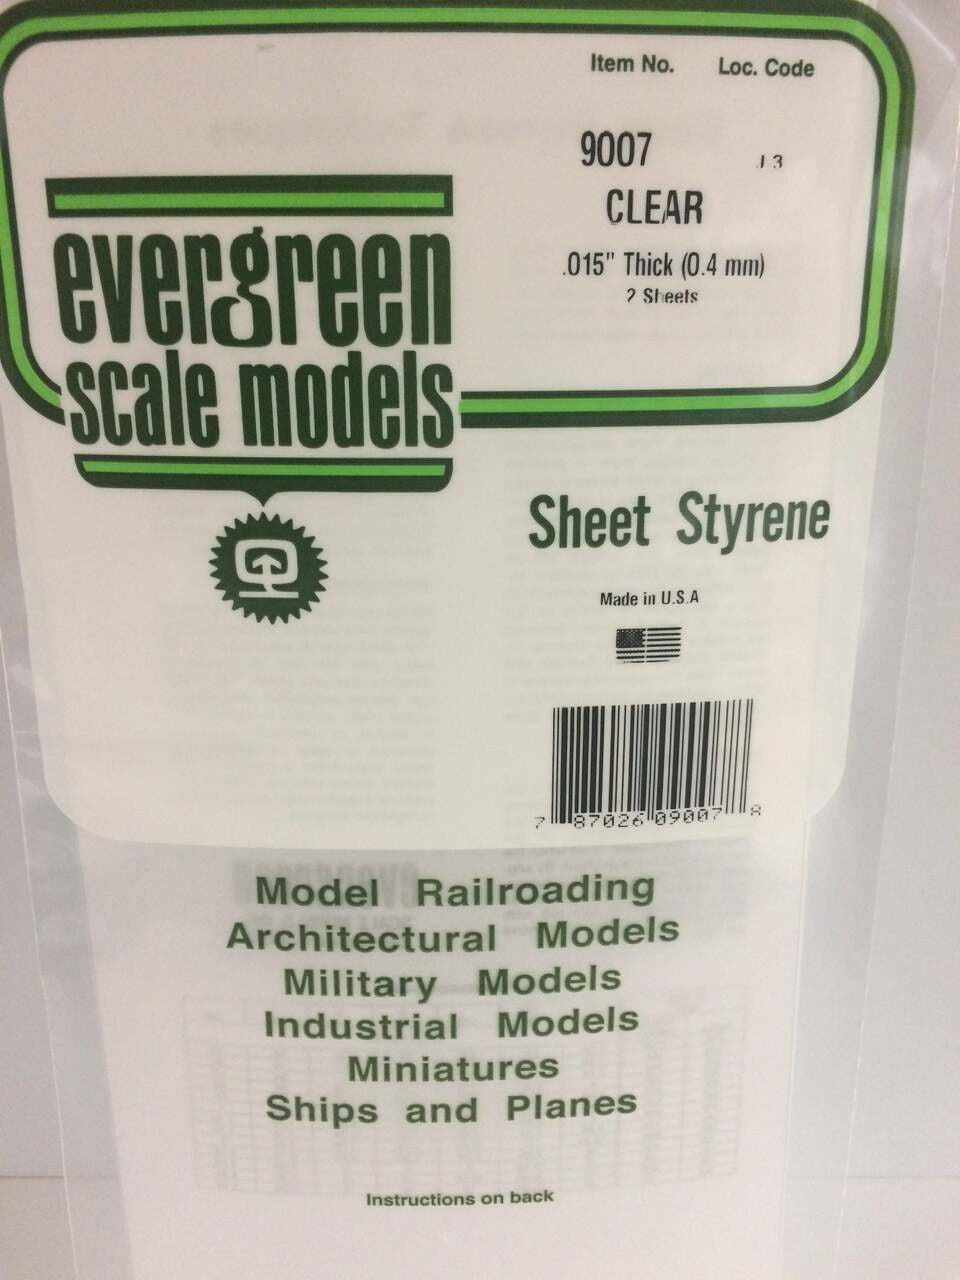 Item No. Loc. Code
9007 J 3
CLEAR
.015" Thick (0.4 mm)
2 Sheets
evergreen
scale models
Sheet Styrene
Made in U.S.A
7 87026 09007 8
Model Railroading
Architectural Models
Military Models
Industrial Models
Miniatures
Ships and Planes
Instructions on back